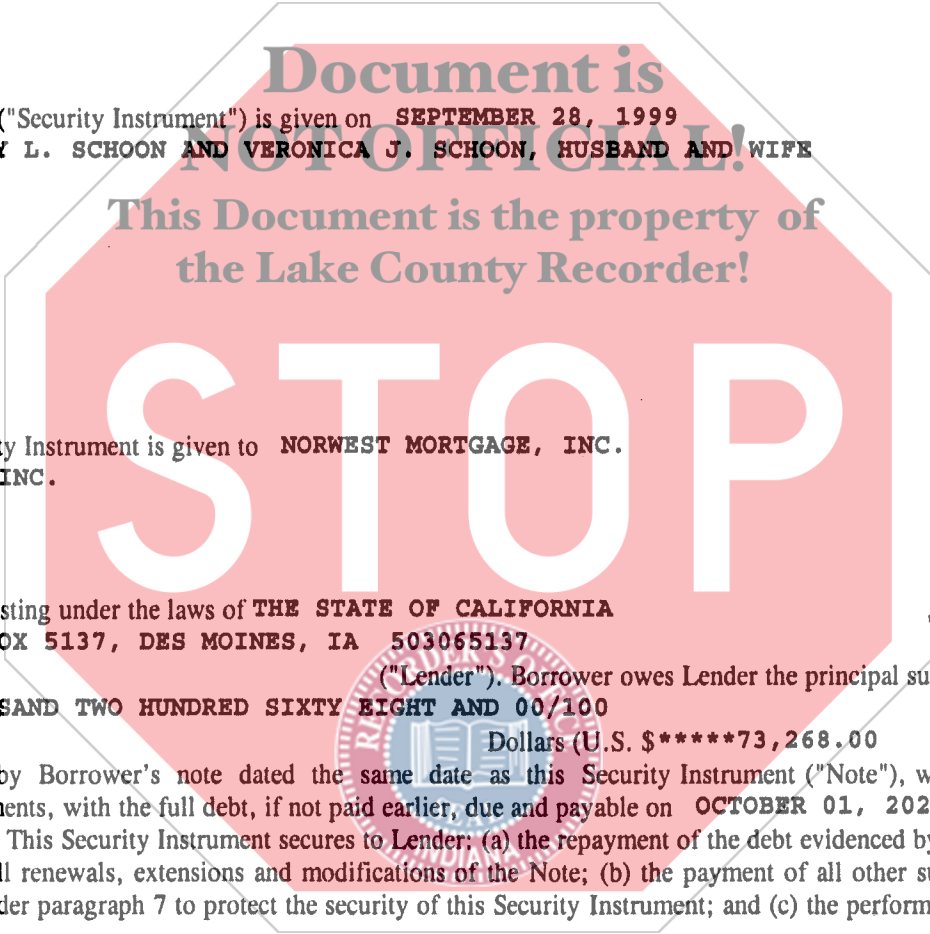 Document is
("Security Instrument") is given on SEPTEMBER 28, 1999
NOT OFFICIAL!
Y L. SCHOON AND VERONICA J. SCHOON, HUSBAND AND WIFE
This Document is the property of
the Lake County Recorder!
STOP
ty Instrument is given to NORWEST MORTGAGE, INC.
INC.
sting under the laws of THE STATE OF CALIFORNIA ,
OX 5137, DES MOINES, IA 503065137
("Lender"). Borrower owes Lender the principal su
SAND TWO HUNDRED SIXTY EIGHT AND 00/100
Dollars (U.S. $*****73,268.00
RECORDER'S
by Borrower's note dated the same date as this Security Instrument ("Note"), w
ents, with the full debt, if not paid earlier, due and payable on OCTOBER 01, 202
This Security Instrument secures to Lender: (a) the repayment of the debt evidenced by
INDIANA
ll renewals, extensions and modifications of the Note; (b) the payment of all other su
der paragraph 7 to protect the security of this Security Instrument; and (c) the perform